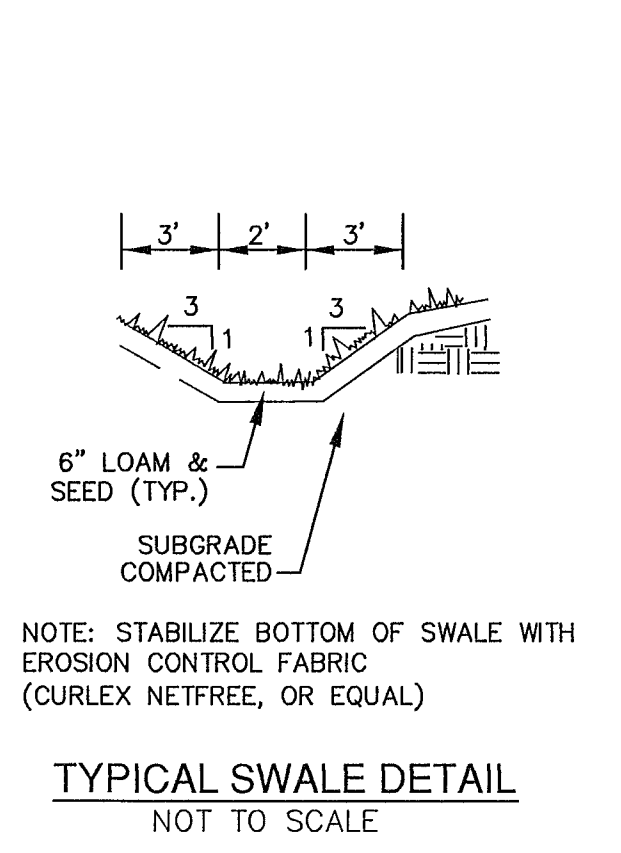 3' 2' 3'
3 3
1 1
6" LOAM &
SEED (TYP.)
SUBGRADE
COMPACTED
NOTE: STABILIZE BOTTOM OF SWALE WITH
EROSION CONTROL FABRIC
(CURLEX NETFREE, OR EQUAL)
TYPICAL SWALE DETAIL
NOT TO SCALE